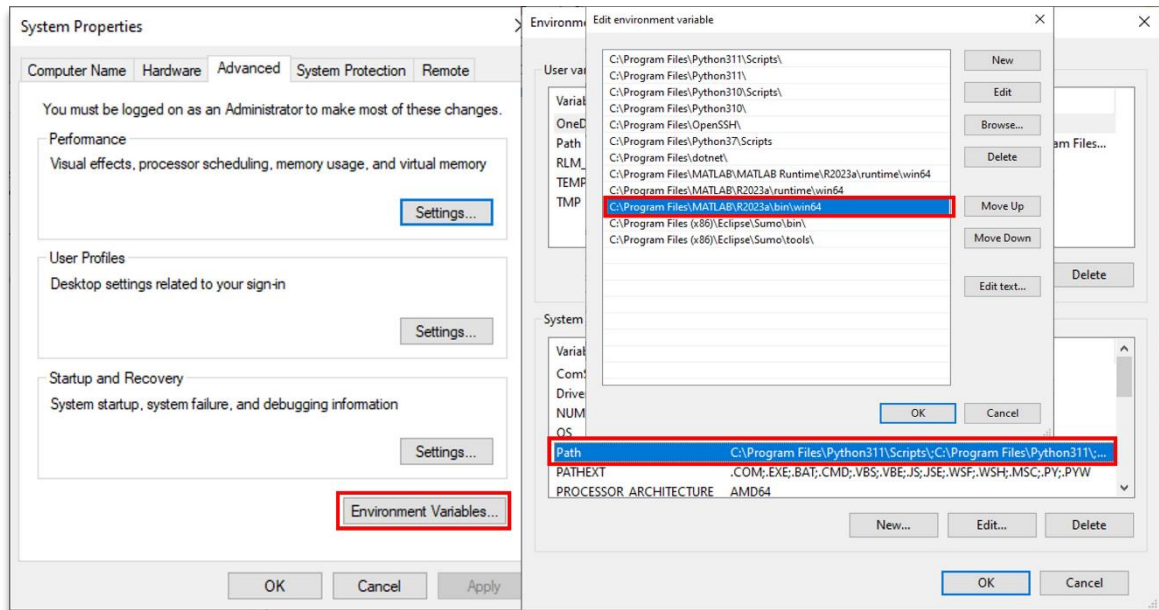 System Properties
Computer Name Hardware Advanced System Protection Remote
You must be logged on as an Administrator to make most of these changes.
Performance
Visual effects, processor scheduling, memory usage, and virtual memory
Settings...
User Profiles
Desktop settings related to your sign-in
Settings...
Startup and Recovery
System startup, system failure, and debugging information
Settings...
Environment Variables...
OK Cancel Apply
Edit environment variable
C:\Program Files\Python311\Scripts\
C:\Program Files\Python311\
C:\Program Files\Python310\Scripts\
C:\Program Files\Python310\
C:\Program Files\OpenSSH\
C:\Program Files\Python37\Scripts
C:\Program Files\dotnet\
C:\Program Files\MATLAB\MATLAB Runtime\R2023a\runtime\win64
C:\Program Files\MATLAB\R2023a\runtime\win64
C:\Program Files\MATLAB\R2023a\bin\win64
C:\Program Files (x86)\Eclipse\Sumo\bin\
C:\Program Files (x86)\Eclipse\Sumo\tools\
New
Edit
Browse...
Delete
Move Up
Move Down
Edit text...
OK Cancel
Environme
User var
Variab
OneD
Path am Files...
RLM_
TEMP
TMP
Delete
System
Variab
ComS
Drive
NUM
OS
Path C:\Program Files\Python311\Scripts\;C:\Program Files\Python311\;...
PATHEXT .COM;.EXE;.BAT;.CMD;.VBS;.VBE;.JS;.JSE;.WSF;.WSH;.MSC;.PY;.PYW
PROCESSOR_ARCHITECTURE AMD64
New... Edit... Delete
OK Cancel